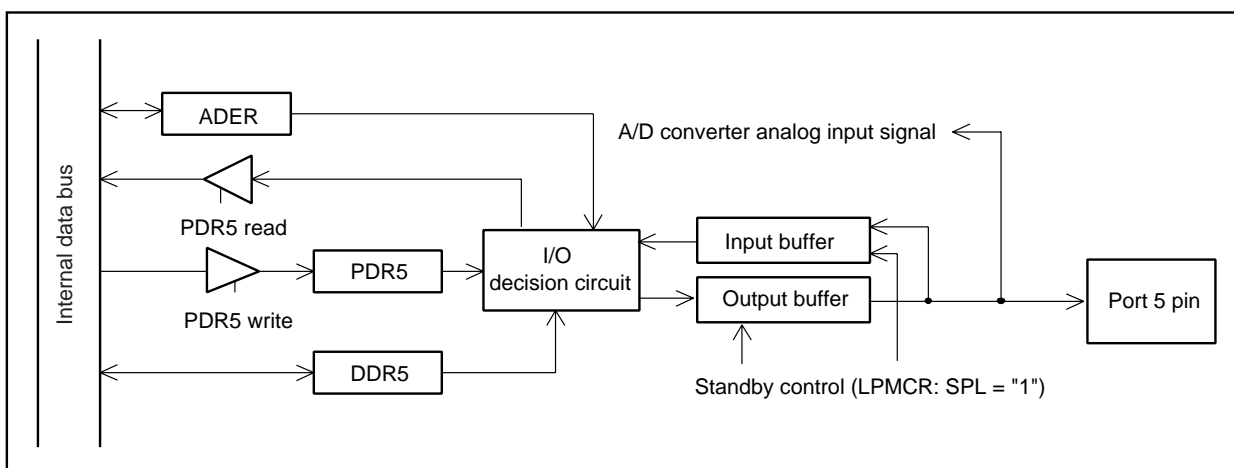 Internal data bus
ADER
A/D converter analog input signal
PDR5 read
PDR5 write
PDR5
DDR5
I/O
decision circuit
Input buffer
Output buffer
Port 5 pin
Standby control (LPMCR: SPL = "1")